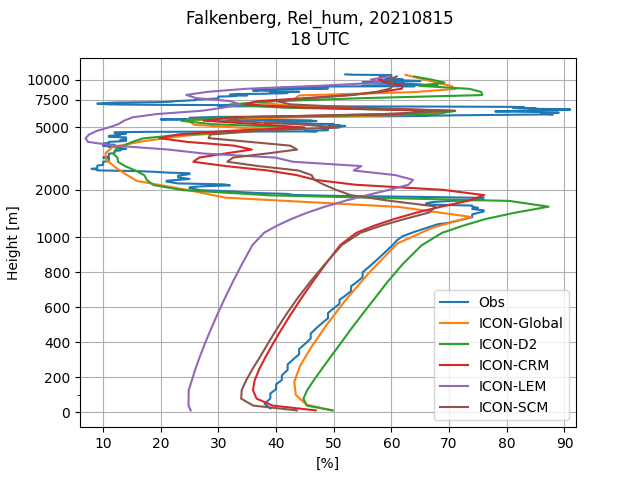 Falkenberg, Rel_hum, 20210815
18 UTC
Height [m]
10000
7500
5000
2000
1000
800
600
400
200
0
10 20 30 40 50 60 70 80 90
[%]
Obs
ICON-Global
ICON-D2
ICON-CRM
ICON-LEM
ICON-SCM